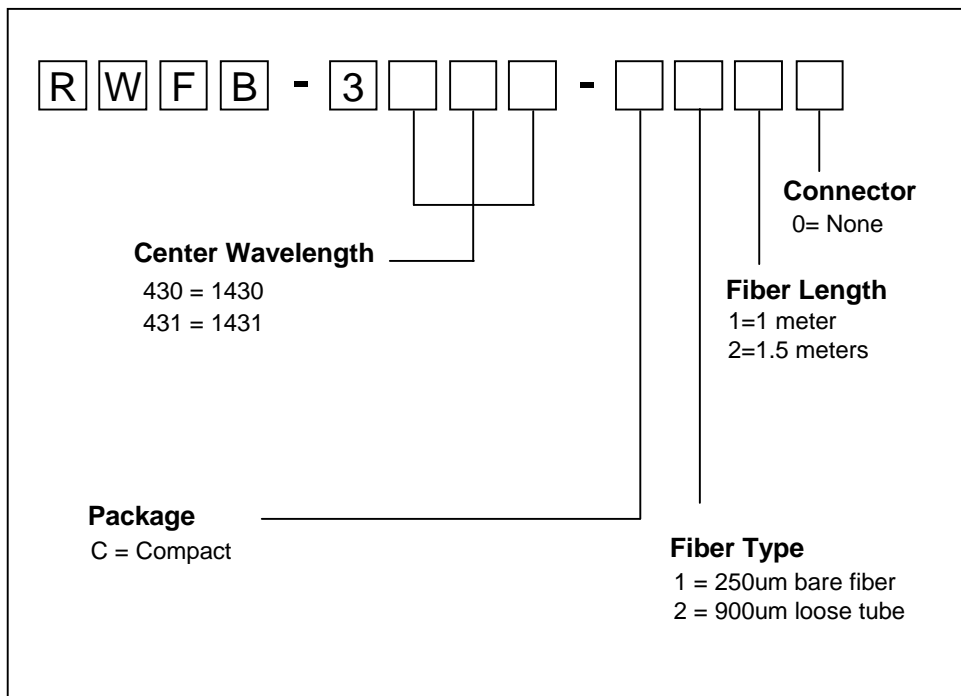 RWFB - 3 -
Connector
0= None
Center Wavelength
430 = 1430
431 = 1431
Fiber Length
1=1 meter
2=1.5 meters
Package
C = Compact
Fiber Type
1 = 250um bare fiber
2 = 900um loose tube